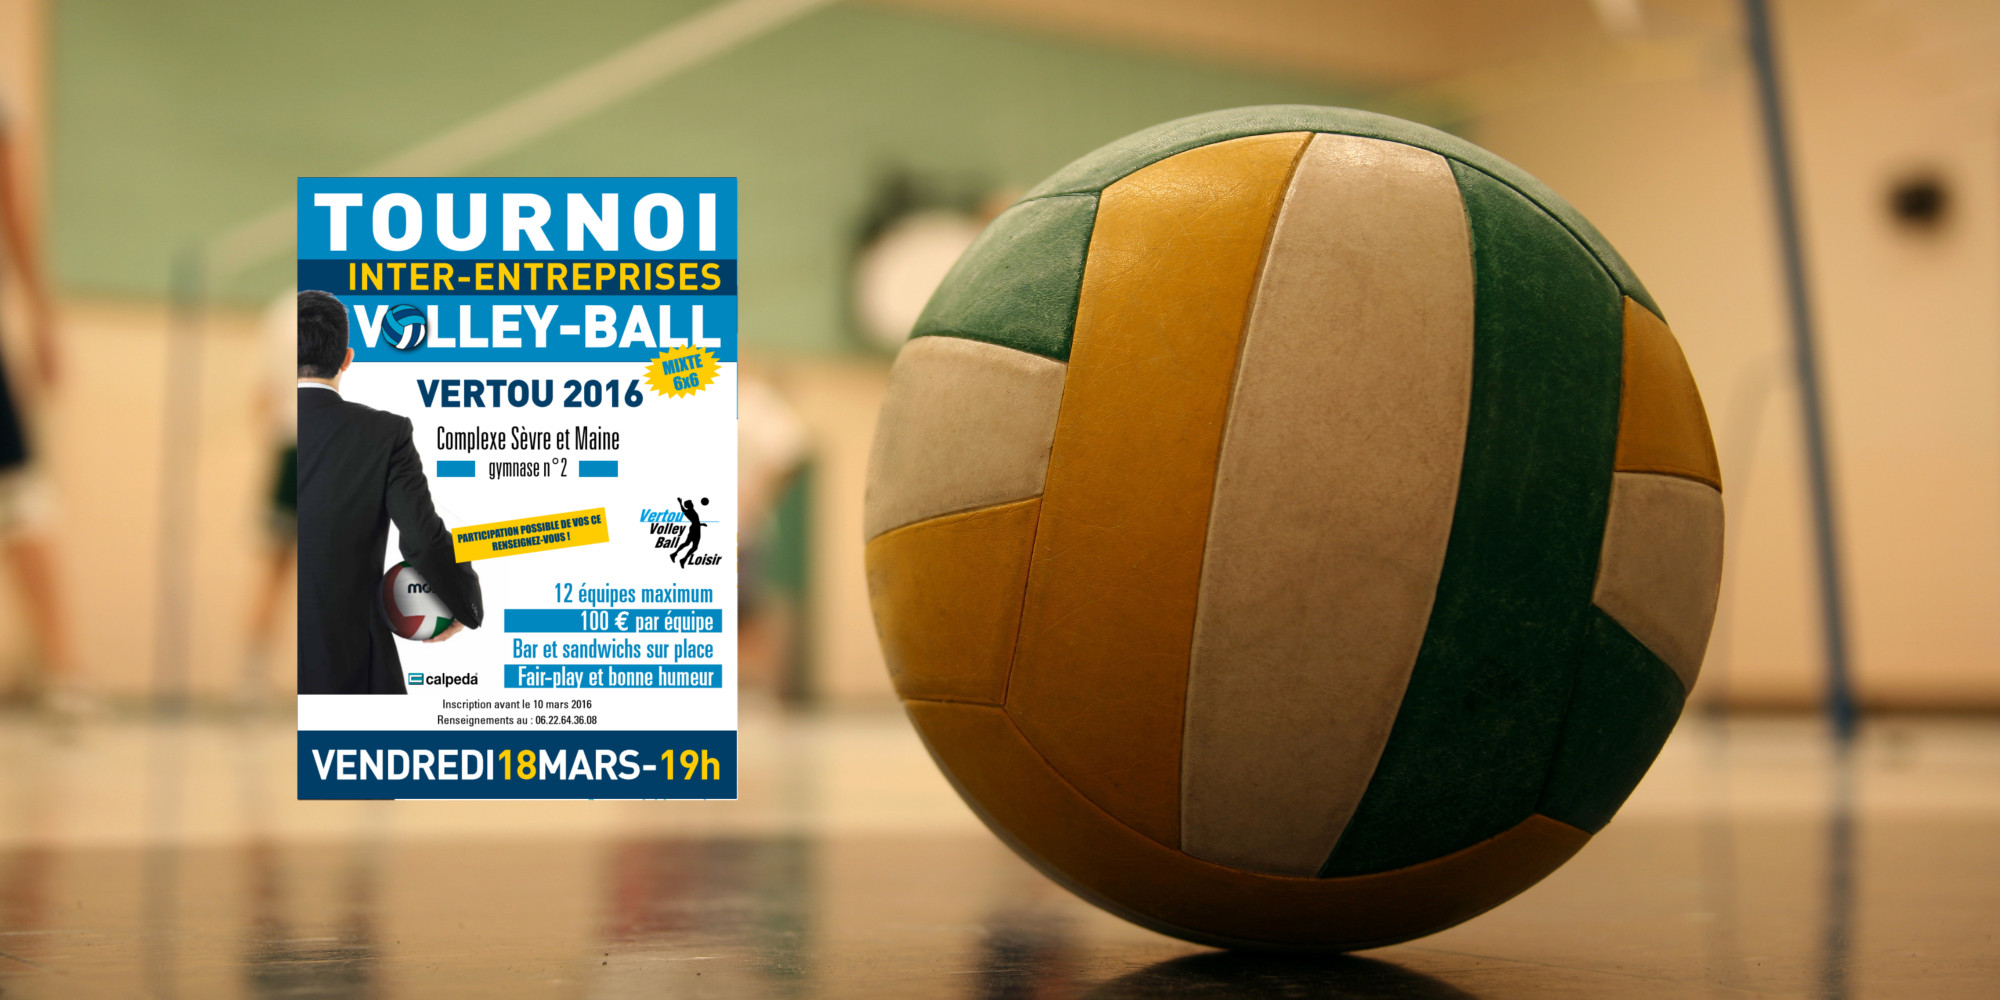 TOURNOI
INTER-ENTREPRISES
VOLLEY-BALL
MIXTE
6x6
VERTOU 2016
Complexe Sèvre et Maine
gymnase n°2
PARTICIPATION POSSIBLE DE VOS CE
RENSEIGNEZ-VOUS !
Vertou
Volley
Ball
Loisir
mo
12 équipes maximum
100 € par équipe
Bar et sandwichs sur place
Fair-play et bonne humeur
calpeda
Inscription avant le 10 mars 2016
Renseignements au : 06.22.64.36.08
VENDREDI18MARS-19h